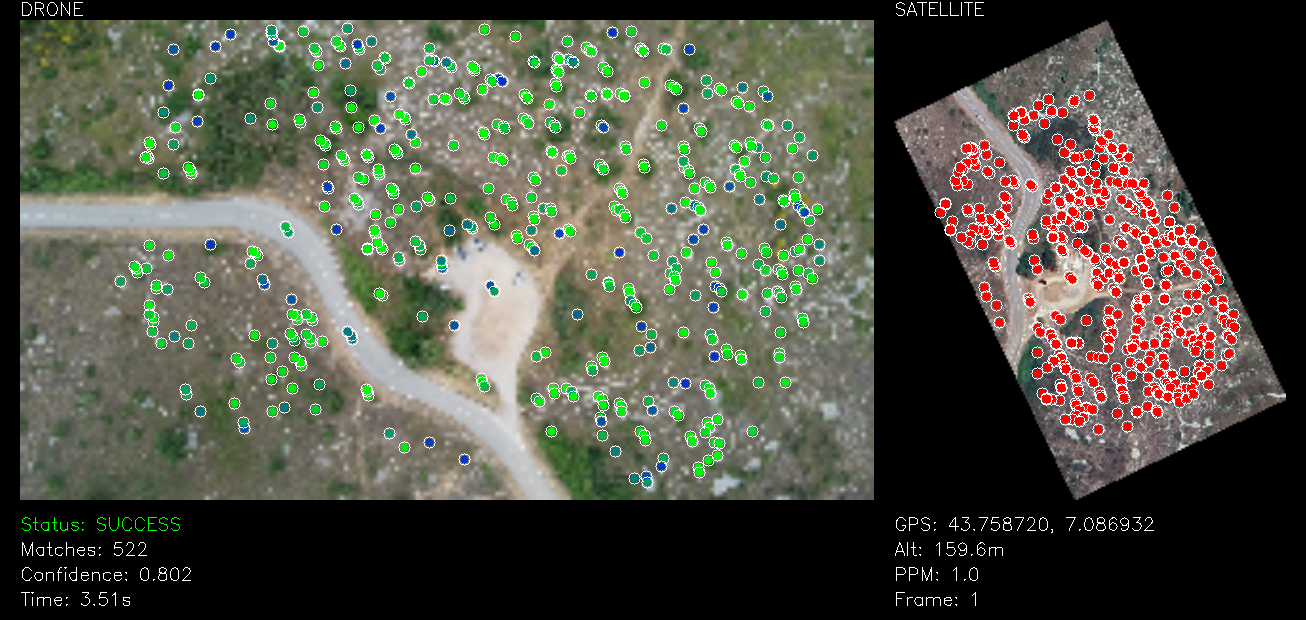 DRONE
SATELLITE
Status: SUCCESS
Matches: 522
Confidence: 0.802
Time: 3.51s
GPS: 43.758720, 7.086932
Alt: 159.6m
PPM: 1.0
Frame: 1